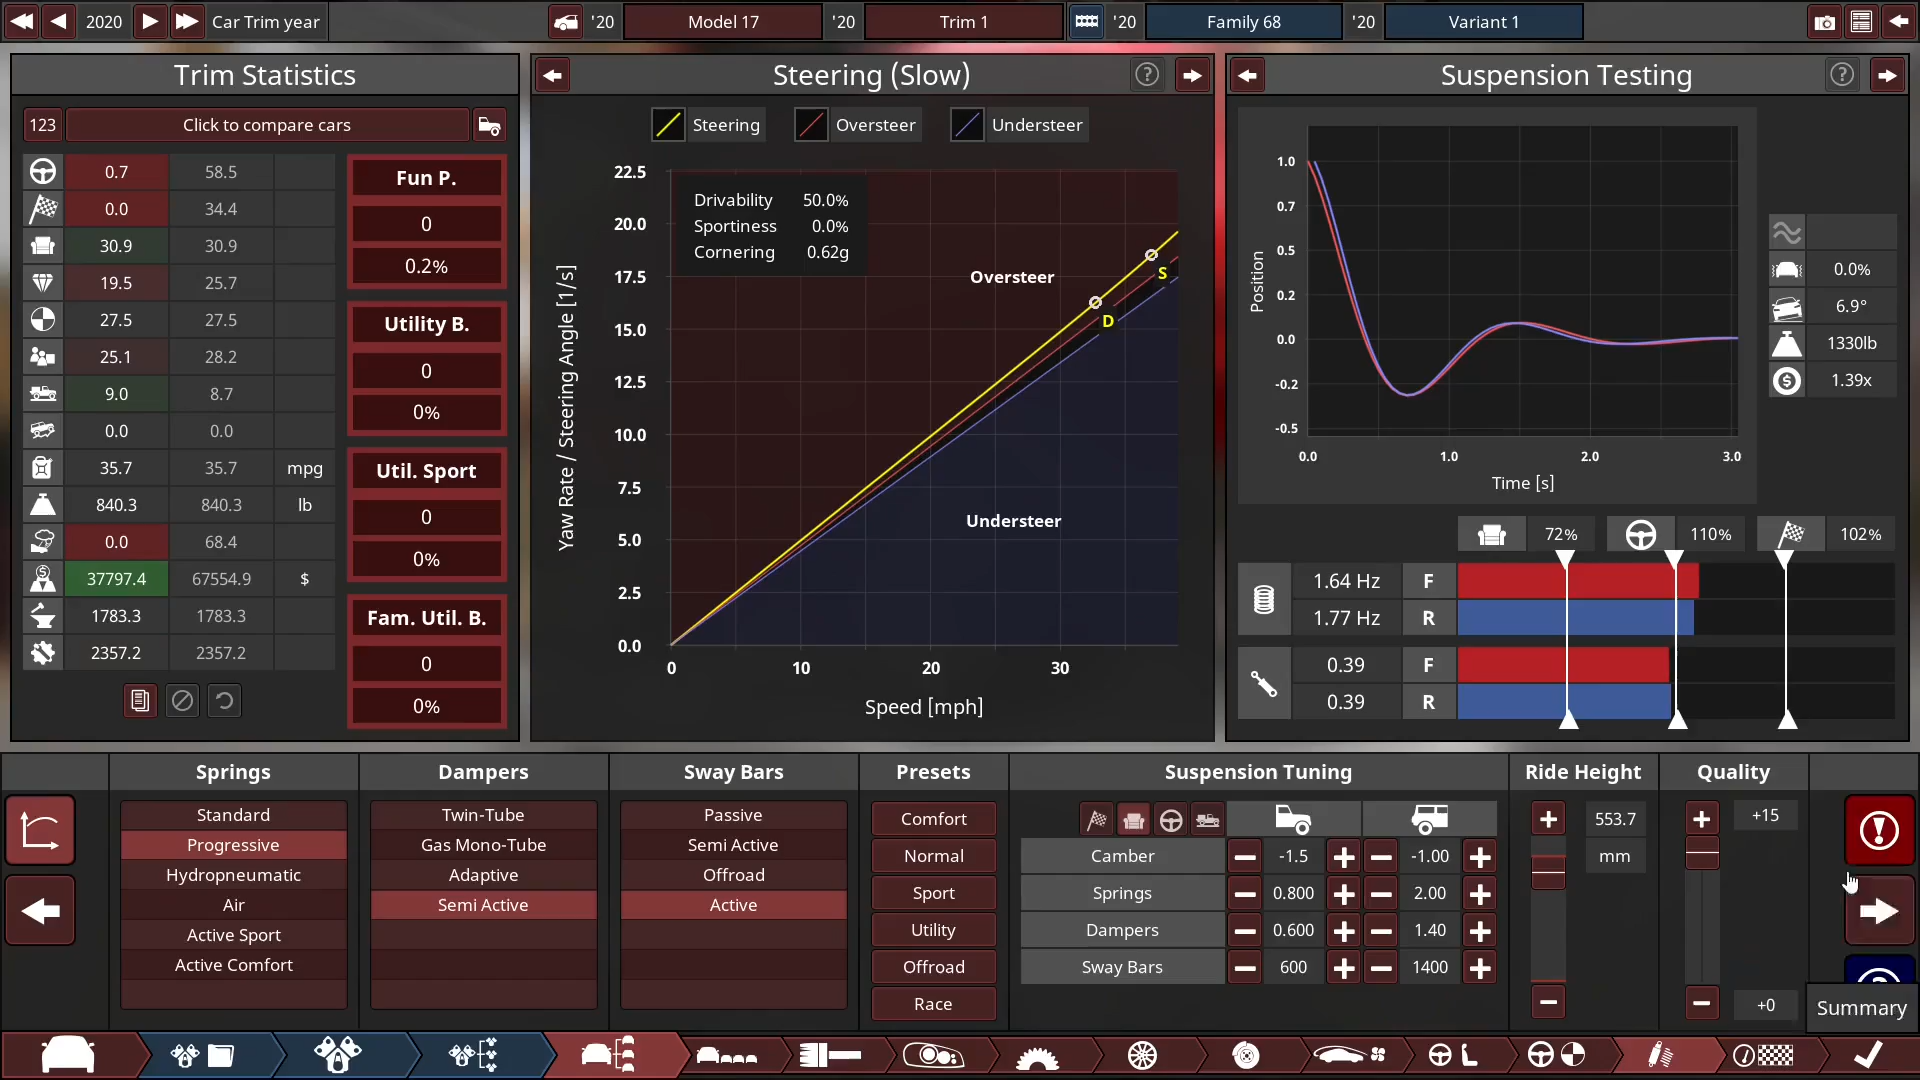 2020 Car Trim year '20 Model 17 '20 Trim 1 '20 Family 68 '20 Variant 1
Trim Statistics
123 Click to compare cars
0.7 58.5
0.0 34.4
30.9 30.9
19.5 25.7
27.5 27.5
25.1 28.2
9.0 8.7
0.0 0.0
35.7 35.7 mpg
840.3 840.3 lb
0.0 68.4
37797.4 67554.9 $
1783.3 1783.3
2357.2 2357.2
Fun P.
0
0.2%
Utility B.
0
0%
Util. Sport
0
0%
Fam. Util. B.
0
0%
Steering (Slow) ?
Steering Oversteer Understeer
Drivability 50.0%
Sportiness 0.0%
Cornering 0.62g
Oversteer
S
D
Understeer
Yaw Rate / Steering Angle [1/s]
22.5
20.0
17.5
15.0
12.5
10.0
7.5
5.0
2.5
0.0
0 10 20 30
Speed [mph]
Suspension Testing ?
Position
1.0
0.7
0.5
0.2
0.0
-0.2
-0.5
0.0 1.0 2.0 3.0
Time [s]
0.0%
6.9°
1330lb
1.39x
72% 110% 102%
1.64 Hz F
1.77 Hz R
0.39 F
0.39 R
Springs
Standard
Progressive
Hydropneumatic
Air
Active Sport
Active Comfort
Dampers
Twin-Tube
Gas Mono-Tube
Adaptive
Semi Active
Sway Bars
Passive
Semi Active
Offroad
Active
Presets
Comfort
Normal
Sport
Utility
Offroad
Race
Suspension Tuning
Camber -1.5 -1.00
Springs 0.800 2.00
Dampers 0.600 1.40
Sway Bars 600 1400
Ride Height
553.7
mm
Quality
+15
+0
Summary